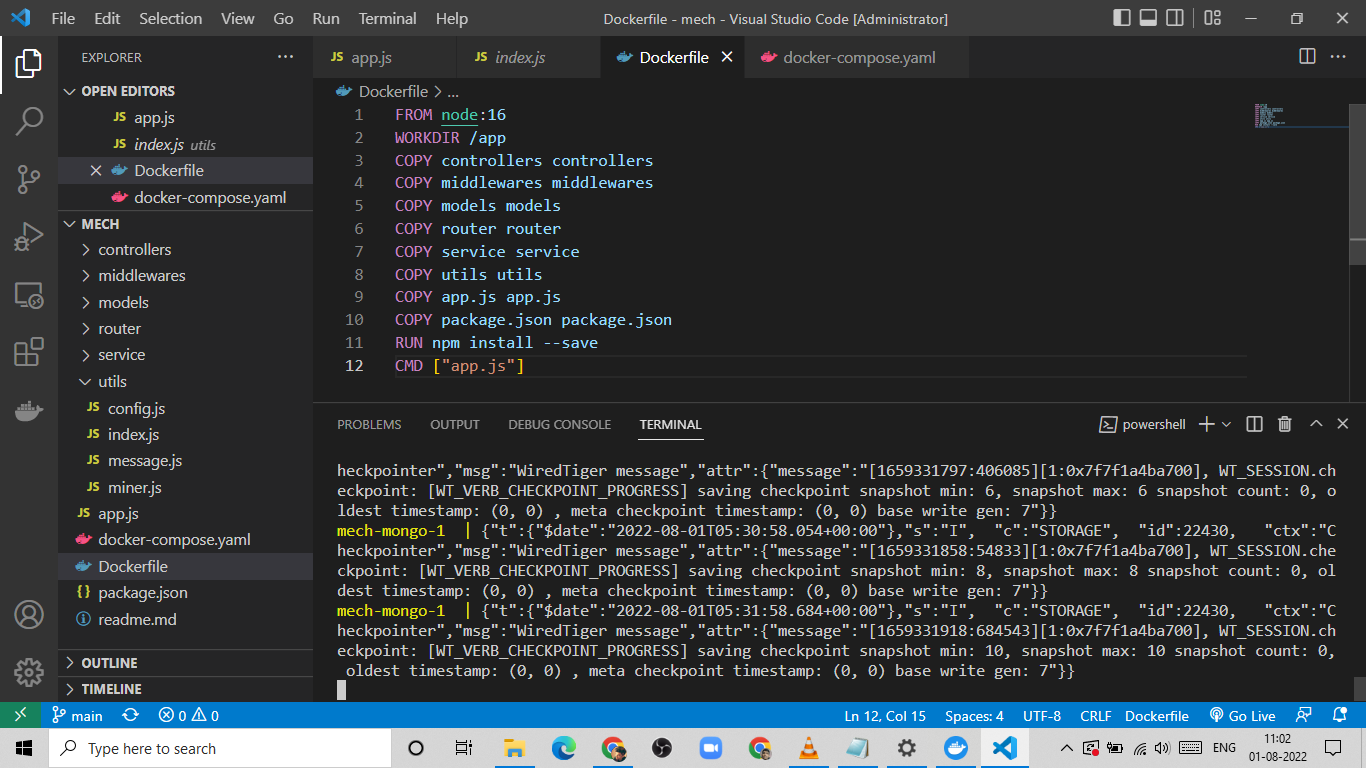 File Edit Selection View Go Run Terminal Help Dockerfile - mech - Visual Studio Code [Administrator]
EXPLORER ...
OPEN EDITORS
JS app.js
JS index.js utils
Dockerfile
docker-compose.yaml
MECH
controllers
middlewares
models
router
service
utils
JS config.js
JS index.js
JS message.js
JS miner.js
JS app.js
docker-compose.yaml
Dockerfile
{} package.json
readme.md
OUTLINE
TIMELINE
JS app.js JS index.js Dockerfile docker-compose.yaml
Dockerfile > ...
1 FROM node:16
2 WORKDIR /app
3 COPY controllers controllers
4 COPY middlewares middlewares
5 COPY models models
6 COPY router router
7 COPY service service
8 COPY utils utils
9 COPY app.js app.js
10 COPY package.json package.json
11 RUN npm install --save
12 CMD ["app.js"]
PROBLEMS OUTPUT DEBUG CONSOLE TERMINAL powershell
heckpointer","msg":"WiredTiger message","attr":{"message":"[1659331797:406085][1:0x7f7f1a4ba700], WT_SESSION.ch
eckpoint: [WT_VERB_CHECKPOINT_PROGRESS] saving checkpoint snapshot min: 6, snapshot max: 6 snapshot count: 0, o
ldest timestamp: (0, 0) , meta checkpoint timestamp: (0, 0) base write gen: 7"}}
mech-mongo-1 | {"t":{"$date":"2022-08-01T05:30:58.054+00:00"},"s":"I", "c":"STORAGE", "id":22430, "ctx":"C
heckpointer","msg":"WiredTiger message","attr":{"message":"[1659331858:54833][1:0x7f7f1a4ba700], WT_SESSION.che
ckpoint: [WT_VERB_CHECKPOINT_PROGRESS] saving checkpoint snapshot min: 8, snapshot max: 8 snapshot count: 0, ol
dest timestamp: (0, 0) , meta checkpoint timestamp: (0, 0) base write gen: 7"}}
mech-mongo-1 | {"t":{"$date":"2022-08-01T05:31:58.684+00:00"},"s":"I", "c":"STORAGE", "id":22430, "ctx":"C
heckpointer","msg":"WiredTiger message","attr":{"message":"[1659331918:684543][1:0x7f7f1a4ba700], WT_SESSION.ch
eckpoint: [WT_VERB_CHECKPOINT_PROGRESS] saving checkpoint snapshot min: 10, snapshot max: 10 snapshot count: 0,
oldest timestamp: (0, 0) , meta checkpoint timestamp: (0, 0) base write gen: 7"}}
main 0 0 Ln 12, Col 15 Spaces: 4 UTF-8 CRLF Dockerfile Go Live
Type here to search ENG 11:02
01-08-2022